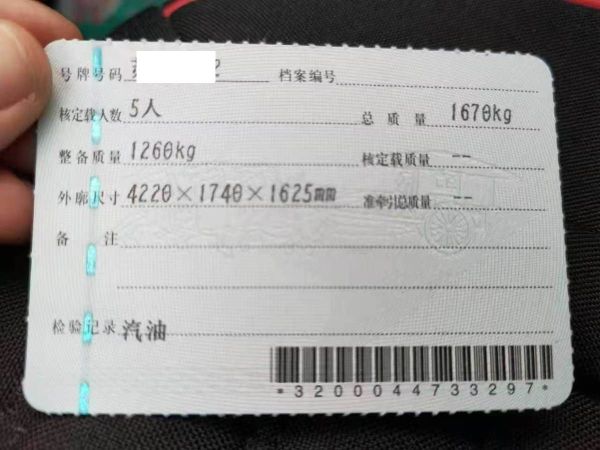 号牌号码 2 档案编号
核定载人数 5人 总质量 1670kg
整备质量 1260kg 核定载质量 --
外廓尺寸 4220×1740×1625mm 准牵引总质量 --
备注
检验记录 汽油
*3200044733297*